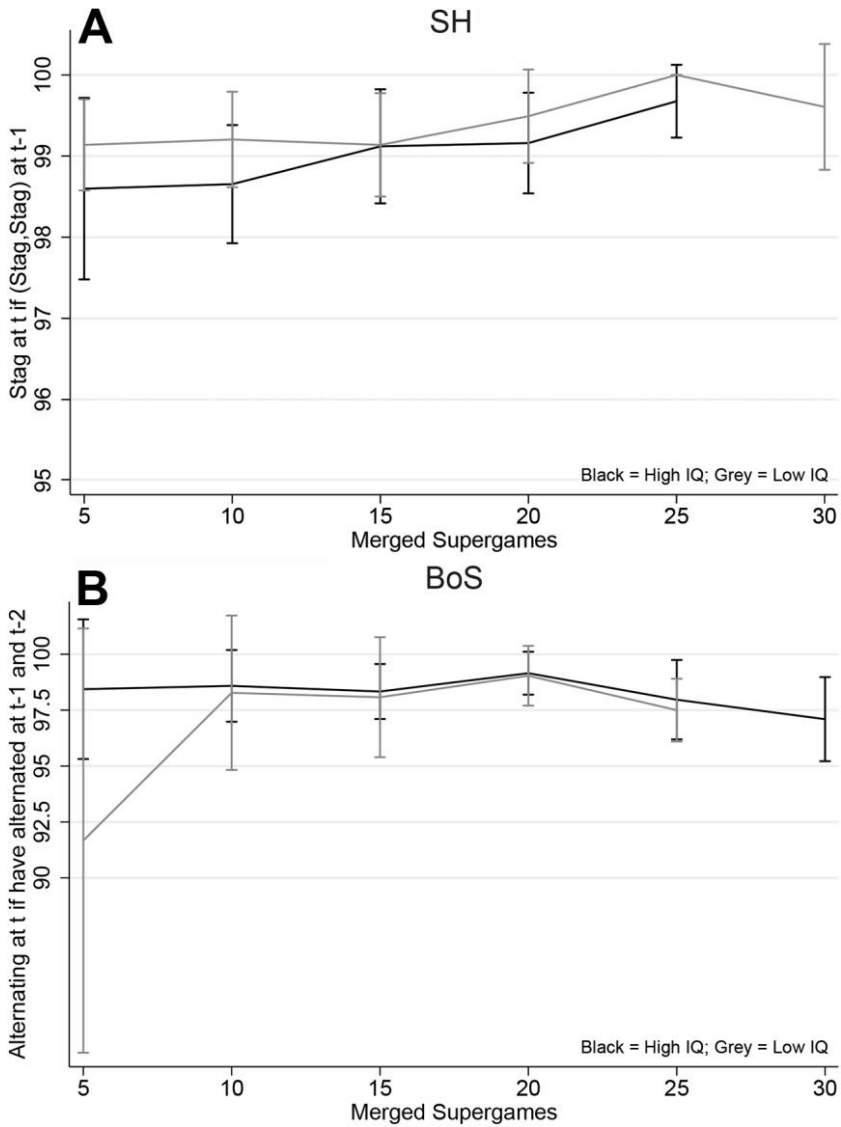 A
SH
Stag at t if (Stag,Stag) at t-1
100
99
98
97
96
95
Black = High IQ; Grey = Low IQ
5 10 15 20 25 30
Merged Supergames
B
BoS
Alternating at t if have alternated at t-1 and t-2
100
97.5
95
92.5
90
Black = High IQ; Grey = Low IQ
5 10 15 20 25 30
Merged Supergames